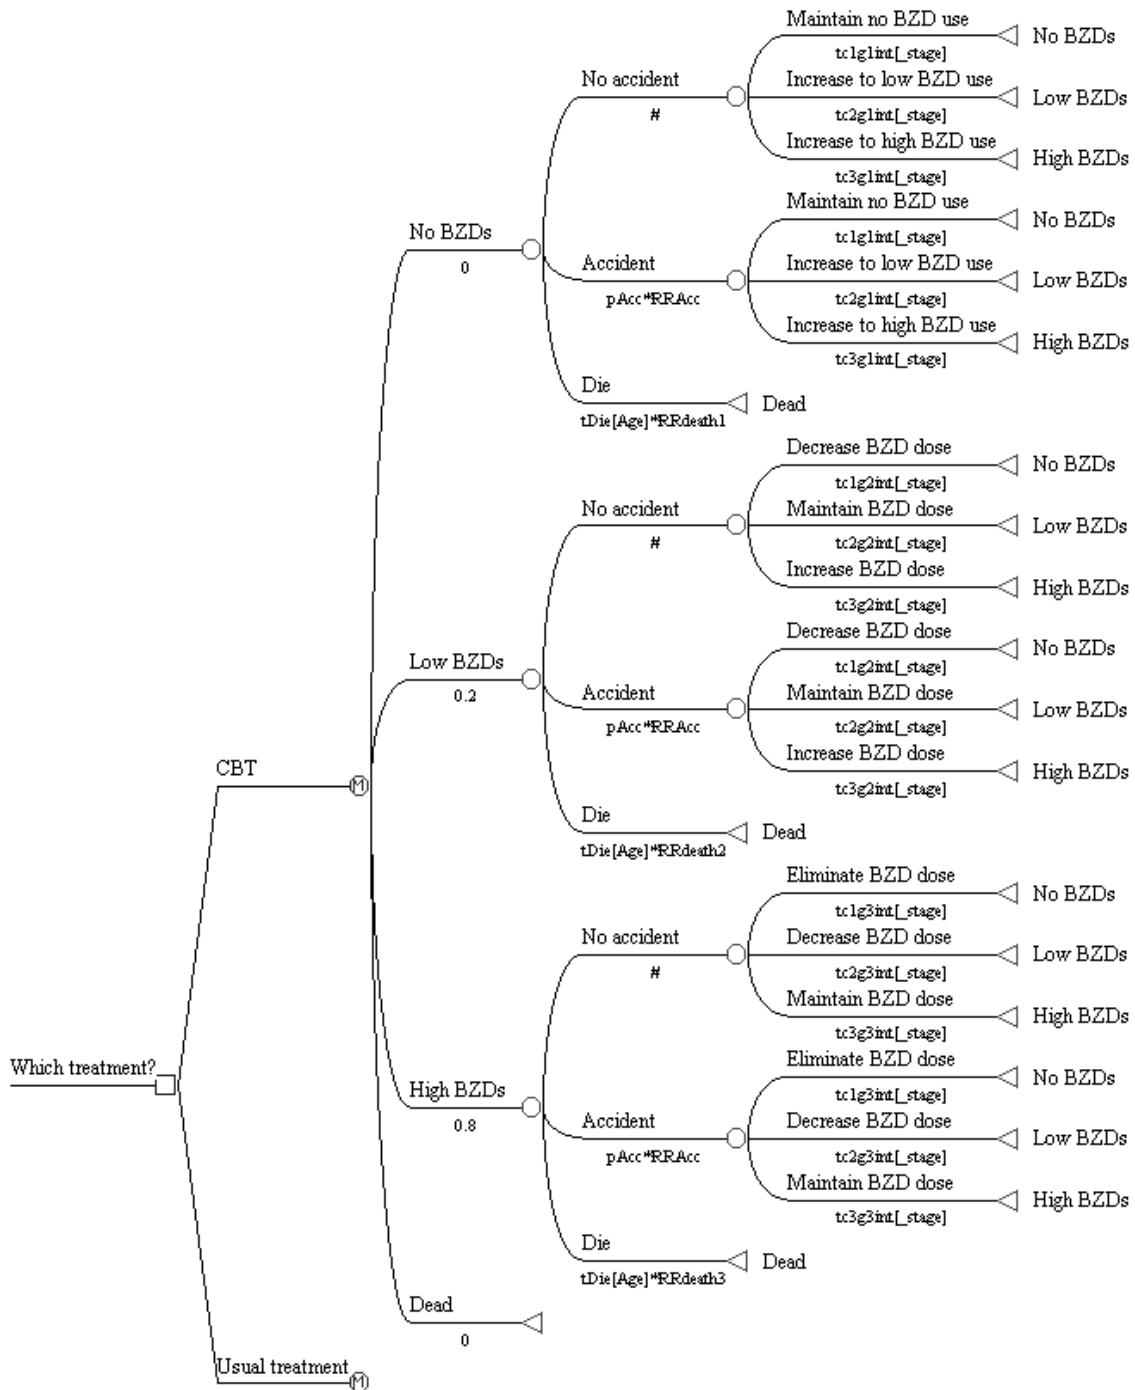 Maintain no BZD use
No BZDs
tc1g1int[_stage]
No accident
Increase to low BZD use
Low BZDs
#
tc2g1int[_stage]
Increase to high BZD use
High BZDs
tc3g1int[_stage]
Maintain no BZD use
No BZDs
No BZDs
tc1g1int[_stage]
0
Accident
Increase to low BZD use
Low BZDs
pAcc*RRAcc
tc2g1int[_stage]
Increase to high BZD use
High BZDs
tc3g1int[_stage]
Die
Dead
tDie[Age]*RRdeath1
Decrease BZD dose
No BZDs
tc1g2int[_stage]
No accident
Maintain BZD dose
Low BZDs
#
tc2g2int[_stage]
Increase BZD dose
High BZDs
tc3g2int[_stage]
Decrease BZD dose
No BZDs
Low BZDs
tc1g2int[_stage]
0.2
Accident
Maintain BZD dose
Low BZDs
pAcc*RRAcc
tc2g2int[_stage]
Increase BZD dose
High BZDs
CBT
tc3g2int[_stage]
M
Die
Dead
tDie[Age]*RRdeath2
Eliminate BZD dose
No BZDs
tc1g3int[_stage]
No accident
Decrease BZD dose
Low BZDs
#
tc2g3int[_stage]
Maintain BZD dose
High BZDs
tc3g3int[_stage]
Which treatment?
Eliminate BZD dose
No BZDs
High BZDs
tc1g3int[_stage]
0.8
Accident
Decrease BZD dose
Low BZDs
pAcc*RRAcc
tc2g3int[_stage]
Maintain BZD dose
High BZDs
tc3g3int[_stage]
Die
Dead
tDie[Age]*RRdeath3
Dead
0
Usual treatment
M